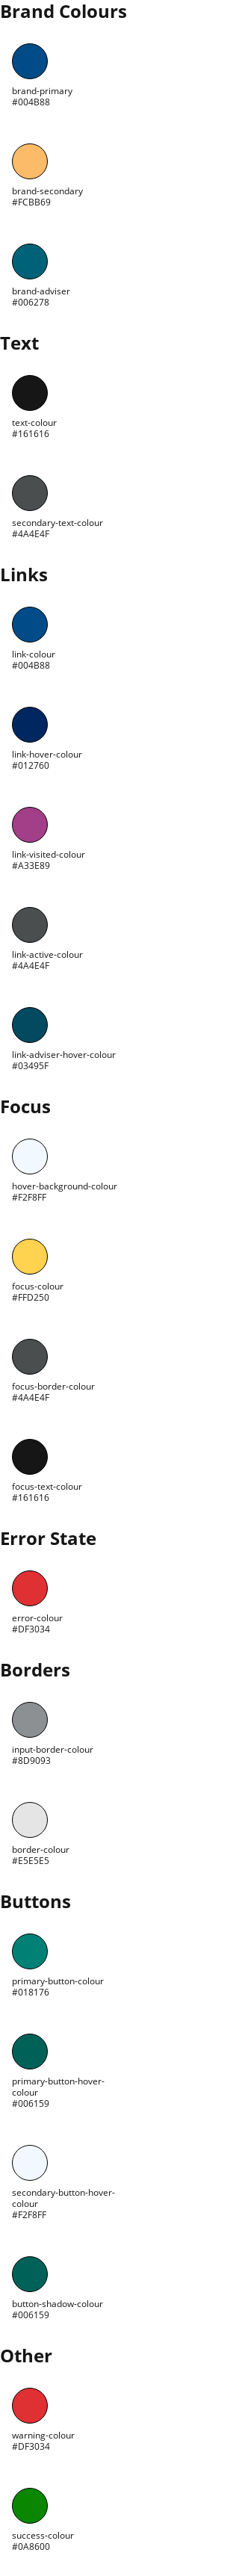 Brand Colours
brand-primary
#004B88
brand-secondary
#FCBB69
brand-adviser
#006278
Text
text-colour
#161616
secondary-text-colour
#4A4E4F
Links
link-colour
#004B88
link-hover-colour
#012760
link-visited-colour
#A33E89
link-active-colour
#4A4E4F
link-adviser-hover-colour
#03495F
Focus
hover-background-colour
#F2F8FF
focus-colour
#FFD250
focus-border-colour
#4A4E4F
focus-text-colour
#161616
Error State
error-colour
#DF3034
Borders
input-border-colour
#8D9093
border-colour
#E5E5E5
Buttons
primary-button-colour
#018176
primary-button-hover-
colour
#006159
secondary-button-hover-
colour
#F2F8FF
button-shadow-colour
#006159
Other
warning-colour
#DF3034
success-colour
#0A8600